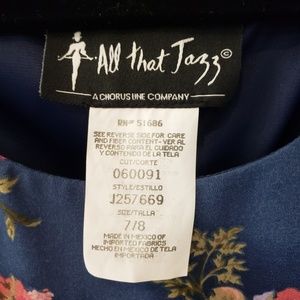 All That Jazz©
A CHORUS LINE COMPANY
RN# 51686
SEE REVERSE SIDE FOR CARE
AND FIBER CONTENT-VER AL
REVERSO PARA EL CUIDADO
Y CONTENIDO DE LA TELA
CUT/CORTE
060091
STYLE/ESTILO
J257669
SIZE/TALLA
7/8
MADE IN MEXICO OF
IMPORTED FABRICS
HECHO EN MEXICO DE TELA
IMPORTADA